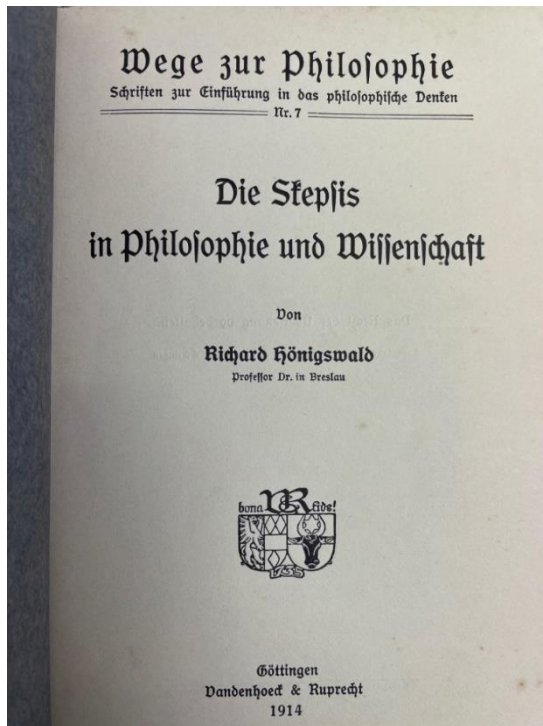 Wege zur Philoſophie
Schriften zur Einführung in das philoſophiſche Denken
Nr. 7
Die Skepſis
in Philoſophie und Wiſſenſchaft
Von
Richard Hönigswald
Profeſſor Dr. in Breslau
bona V&R fide!
1735
Göttingen
Vandenhoeck & Ruprecht
1914